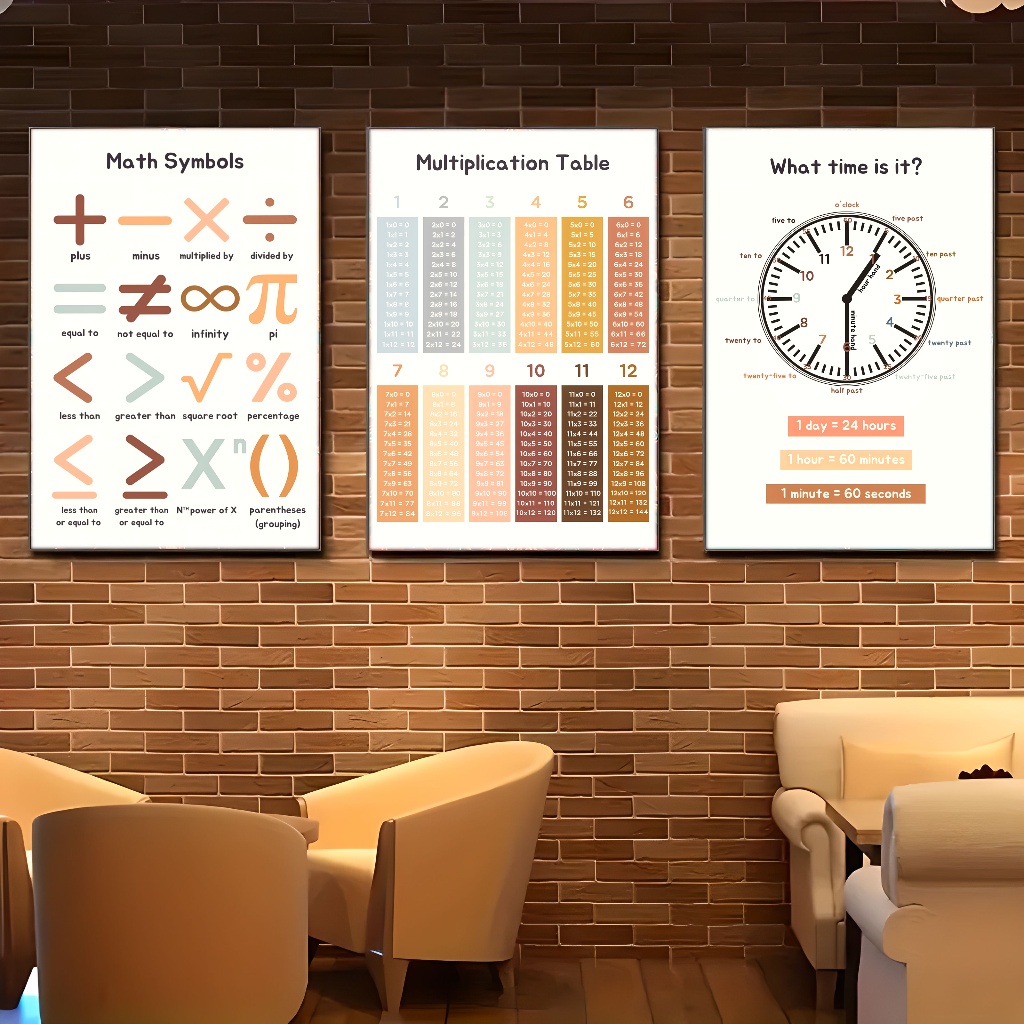 Math Symbols
+ − × ÷
plus minus multiplied by divided by
= ≠ ∞ π
equal to not equal to infinity pi
< > √ %
less than greater than square root percentage
≤ ≥ Xⁿ ()
less than or equal to
greater than or equal to
Nᵗʰ power of X
parentheses (grouping)
Multiplication Table
1 2 3 4 5 6
1x0 = 0 2x0 = 0 3x0 = 0 4x0 = 0 5x0 = 0 6x0 = 0
1x1 = 1 2x1 = 2 3x1 = 3 4x1 = 4 5x1 = 5 6x1 = 6
1x2 = 2 2x2 = 4 3x2 = 6 4x2 = 8 5x2 = 10 6x2 = 12
1x3 = 3 2x3 = 6 3x3 = 9 4x3 = 12 5x3 = 15 6x3 = 18
1x4 = 4 2x4 = 8 3x4 = 12 4x4 = 16 5x4 = 20 6x4 = 24
1x5 = 5 2x5 = 10 3x5 = 15 4x5 = 20 5x5 = 25 6x5 = 30
1x6 = 6 2x6 = 12 3x6 = 18 4x6 = 24 5x6 = 30 6x6 = 36
1x7 = 7 2x7 = 14 3x7 = 21 4x7 = 28 5x7 = 35 6x7 = 42
1x8 = 8 2x8 = 16 3x8 = 24 4x8 = 32 5x8 = 40 6x8 = 48
1x9 = 9 2x9 = 18 3x9 = 27 4x9 = 36 5x9 = 45 6x9 = 54
1x10 = 10 2x10 = 20 3x10 = 30 4x10 = 40 5x10 = 50 6x10 = 60
1x11 = 11 2x11 = 22 3x11 = 33 4x11 = 44 5x11 = 55 6x11 = 66
1x12 = 12 2x12 = 24 3x12 = 36 4x12 = 48 5x12 = 60 6x12 = 72
7 8 9 10 11 12
7x0 = 0 8x0 = 0 9x0 = 0 10x0 = 0 11x0 = 0 12x0 = 0
7x1 = 7 8x1 = 8 9x1 = 9 10x1 = 10 11x1 = 11 12x1 = 12
7x2 = 14 8x2 = 16 9x2 = 18 10x2 = 20 11x2 = 22 12x2 = 24
7x3 = 21 8x3 = 24 9x3 = 27 10x3 = 30 11x3 = 33 12x3 = 36
7x4 = 28 8x4 = 32 9x4 = 36 10x4 = 40 11x4 = 44 12x4 = 48
7x5 = 35 8x5 = 40 9x5 = 45 10x5 = 50 11x5 = 55 12x5 = 60
7x6 = 42 8x6 = 48 9x6 = 54 10x6 = 60 11x6 = 66 12x6 = 72
7x7 = 49 8x7 = 56 9x7 = 63 10x7 = 70 11x7 = 77 12x7 = 84
7x8 = 56 8x8 = 64 9x8 = 72 10x8 = 80 11x8 = 88 12x8 = 96
7x9 = 63 8x9 = 72 9x9 = 81 10x9 = 90 11x9 = 99 12x9 = 108
7x10 = 70 8x10 = 80 9x10 = 90 10x10 = 100 11x10 = 110 12x10 = 120
7x11 = 77 8x11 = 88 9x11 = 99 10x11 = 110 11x11 = 121 12x11 = 132
7x12 = 84 8x12 = 96 9x12 = 108 10x12 = 120 11x12 = 132 12x12 = 144
What time is it?
o'clock
five to five past
12
11
ten to ten past
10 2
hour hand
quarter to 9 3 quarter past
minute hand
8 4
twenty to twenty past
7 6 5
twenty-five to twenty-five past
half past
1 day = 24 hours
1 hour = 60 minutes
1 minute = 60 seconds